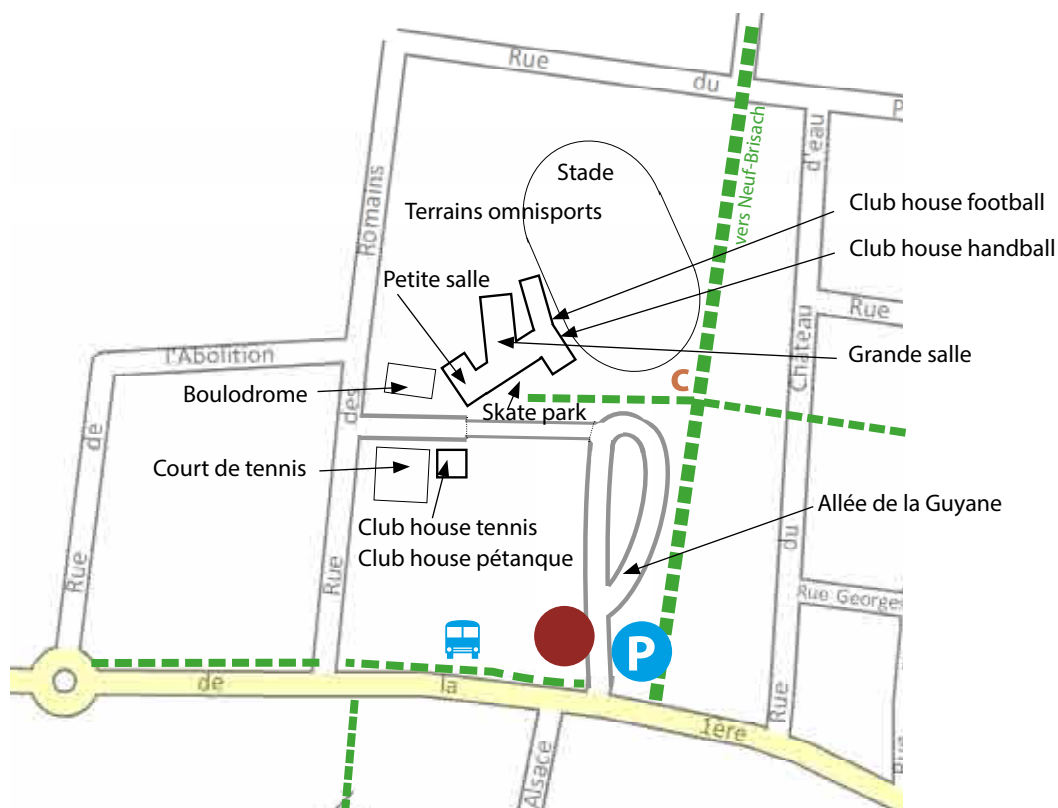 Rue du
P
d'eau
vers Neuf-Brisach
Stade
Terrains omnisports
Club house football
Club house handball
Romains
Petite salle
Rue
Château
l'Abolition
Grande salle
C
Boulodrome
Skate park
des
de
Court de tennis
Allée de la Guyane
Club house tennis
Club house pétanque
du
Rue
Rue
Rue Georges
P
de la 1ère
Rue
Rue
Alsace